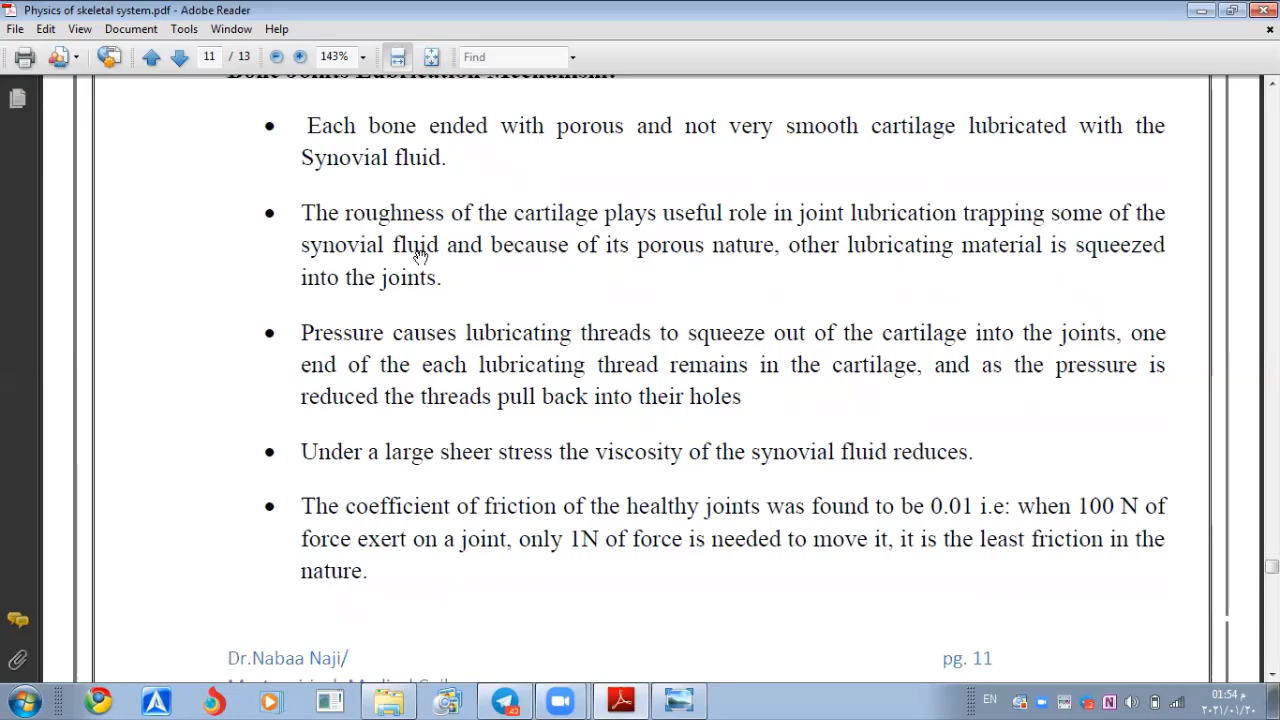 Physics of skeletal system.pdf - Adobe Reader
File Edit View Document Tools Window Help
11 / 13 143% Find
Bone Joints Lubrication Mechanism:
• Each bone ended with porous and not very smooth cartilage lubricated with the
Synovial fluid.
• The roughness of the cartilage plays useful role in joint lubrication trapping some of the
synovial fluid and because of its porous nature, other lubricating material is squeezed
into the joints.
• Pressure causes lubricating threads to squeeze out of the cartilage into the joints, one
end of the each lubricating thread remains in the cartilage, and as the pressure is
reduced the threads pull back into their holes
• Under a large sheer stress the viscosity of the synovial fluid reduces.
• The coefficient of friction of the healthy joints was found to be 0.01 i.e: when 100 N of
force exert on a joint, only 1N of force is needed to move it, it is the least friction in the
nature.
Dr.Nabaa Naji/ pg. 11
42
EN
01:54 م
٢٠٢١/٠١/٢٠